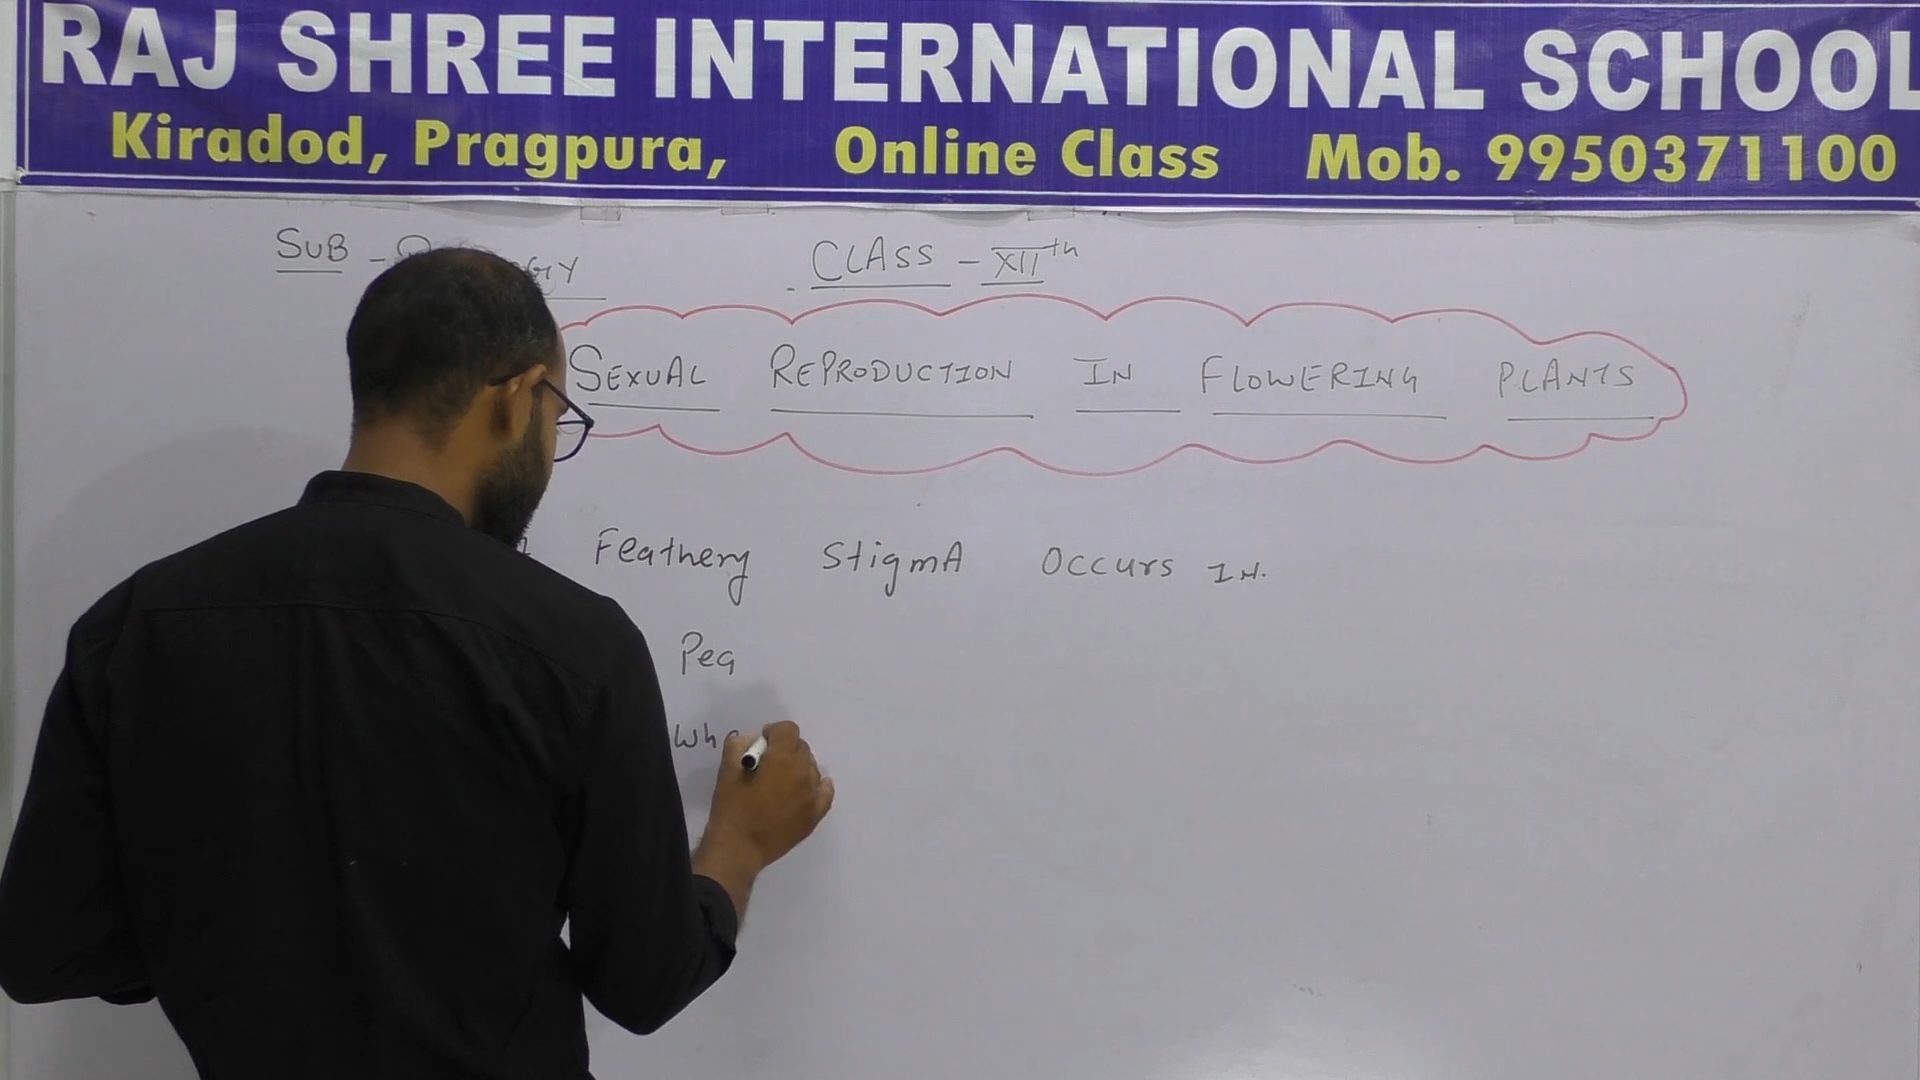 RAJ SHREE INTERNATIONAL SCHOOL
Kiradod, Pragpura, Online Class Mob. 9950371100
SUB - CLASS - XIIth
SEXUAL REPRODUCTION IN FLOWERING PLANTS
Feathery StigmA Occurs IN.
Pea